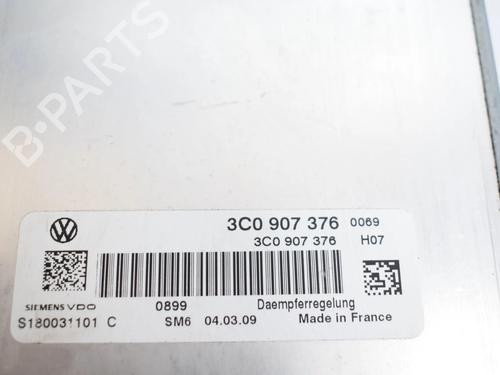 B-PARTS
3C0 907 376 0069
3C0 907 376 H07
SIEMENS VDO 0899 Daempferregelung
S180031101 C SM6 04.03.09 Made in France